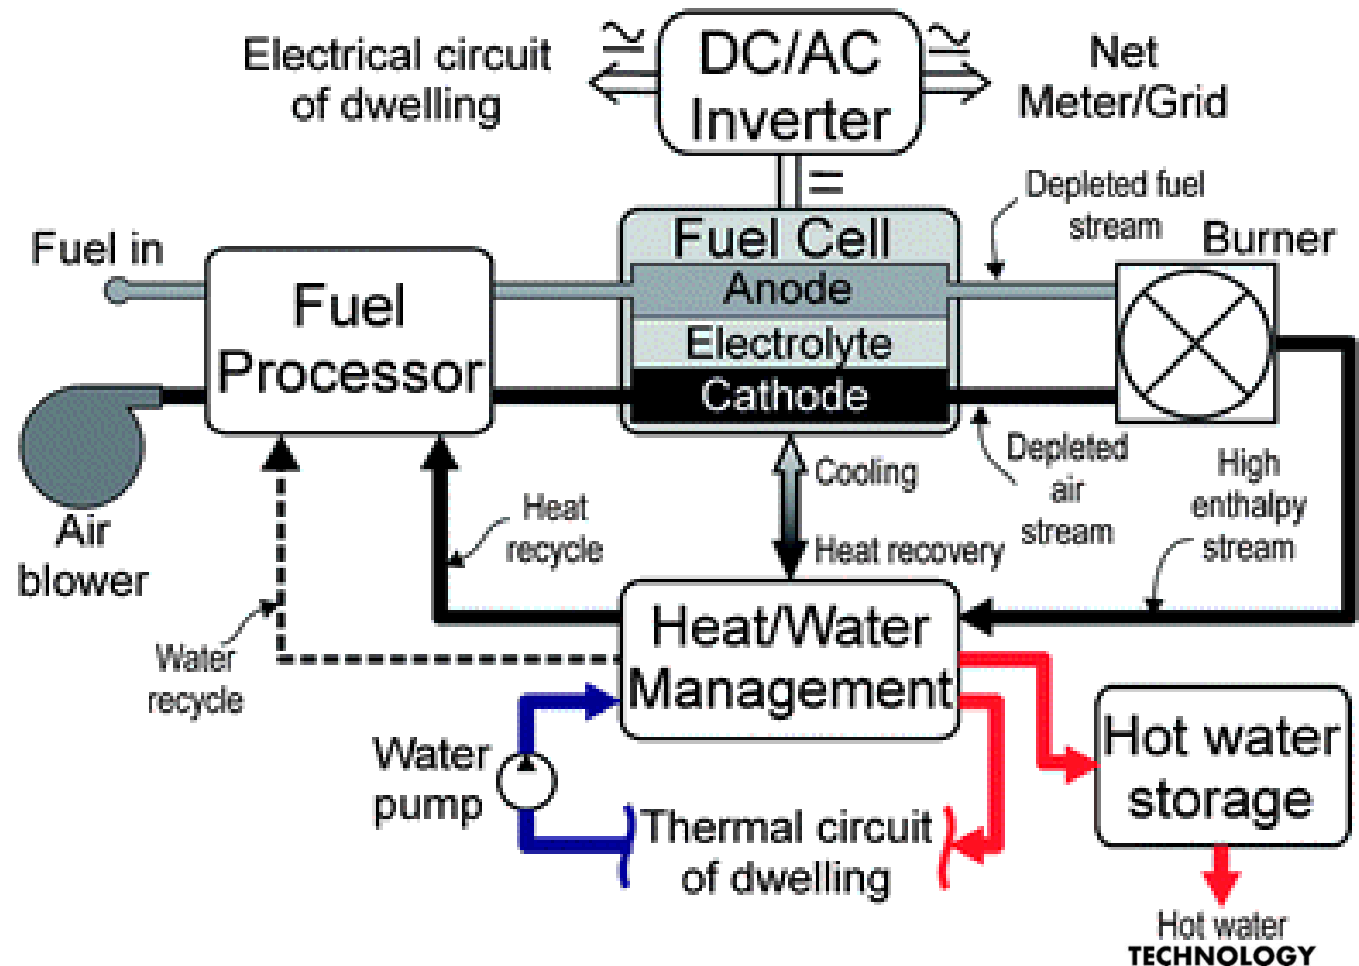 Electrical circuit
of dwelling
DC/AC
Inverter
Net
Meter/Grid
Depleted fuel
stream
Burner
Fuel in
Fuel
Processor
Fuel Cell
Anode
Electrolyte
Cathode
Air
blower
Heat
recycle
Cooling
Heat recovery
Depleted
air
stream
High
enthalpy
stream
Water
recycle
Heat/Water
Management
Water
pump
Thermal circuit
of dwelling
Hot water
storage
Hot water
TECHNOLOGY